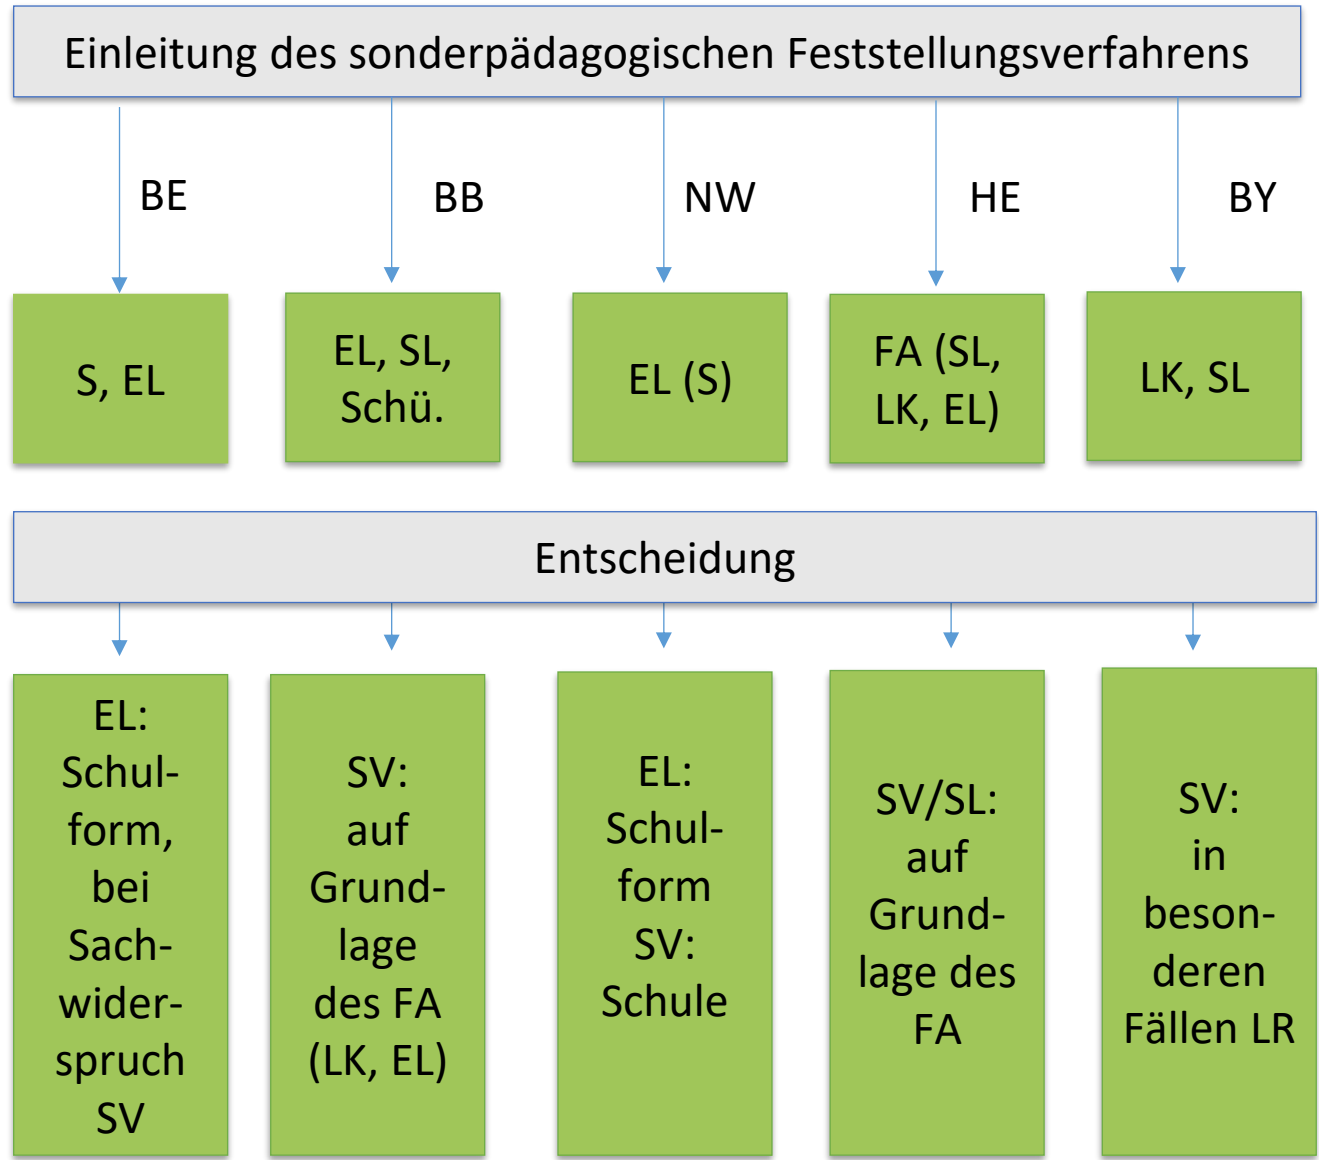 Einleitung des sonderpädagogischen Feststellungsverfahrens
BE
BB
NW
HE
BY
S, EL
EL, SL,
Schü.
EL (S)
FA (SL,
LK, EL)
LK, SL
Entscheidung
EL:
Schul-
form,
bei
Sach-
wider-
spruch
SV
SV:
auf
Grund-
lage
des FA
(LK, EL)
EL:
Schul-
form
SV:
Schule
SV/SL:
auf
Grund-
lage des
FA
SV:
in
beson-
deren
Fällen LR